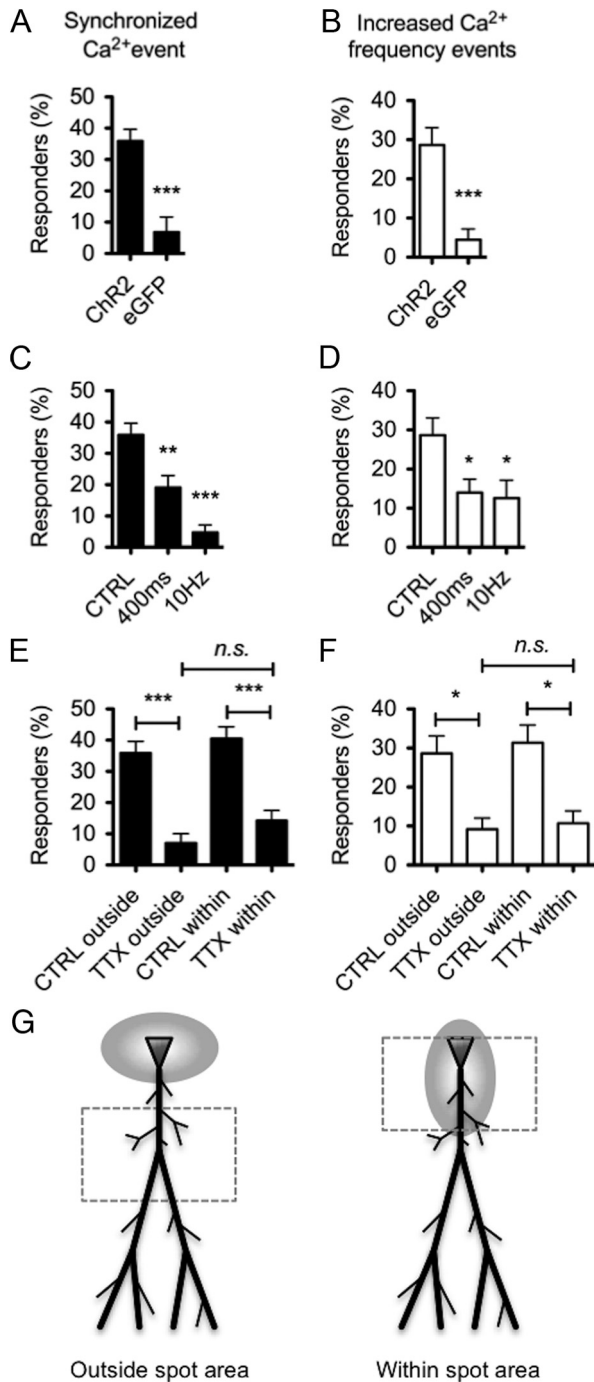 A
Synchronized
Ca²⁺event
Responders (%)
50
40
30
20
10
0
***
ChR2
eGFP
B
Increased Ca²⁺
frequency events
Responders (%)
40
30
20
10
0
***
ChR2
eGFP
C
Responders (%)
50
40
30
20
10
0
**
***
CTRL
400ms
10Hz
D
Responders (%)
40
30
20
10
0
*
*
CTRL
400ms
10Hz
E
n.s.
***
***
Responders (%)
50
40
30
20
10
0
CTRL outside
TTX outside
CTRL within
TTX within
F
n.s.
*
*
Responders (%)
40
30
20
10
0
CTRL outside
TTX outside
CTRL within
TTX within
G
Outside spot area
Within spot area